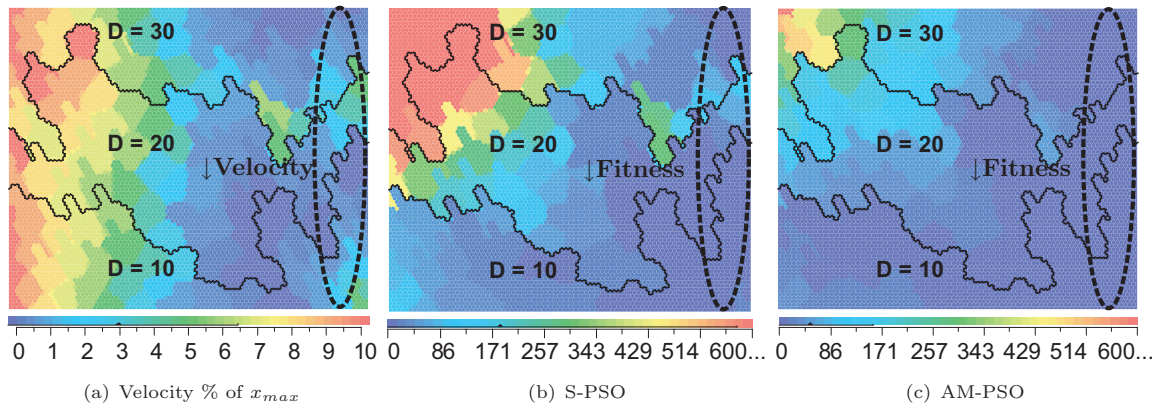 D = 30
D = 20
↓Velocity
D = 10
0 1 2 3 4 5 6 7 8 9 10
(a) Velocity % of x_max
D = 30
D = 20
↓Fitness
D = 10
0 86 171 257 343 429 514 600...
(b) S-PSO
D = 30
D = 20
↓Fitness
D = 10
0 86 171 257 343 429 514 600...
(c) AM-PSO